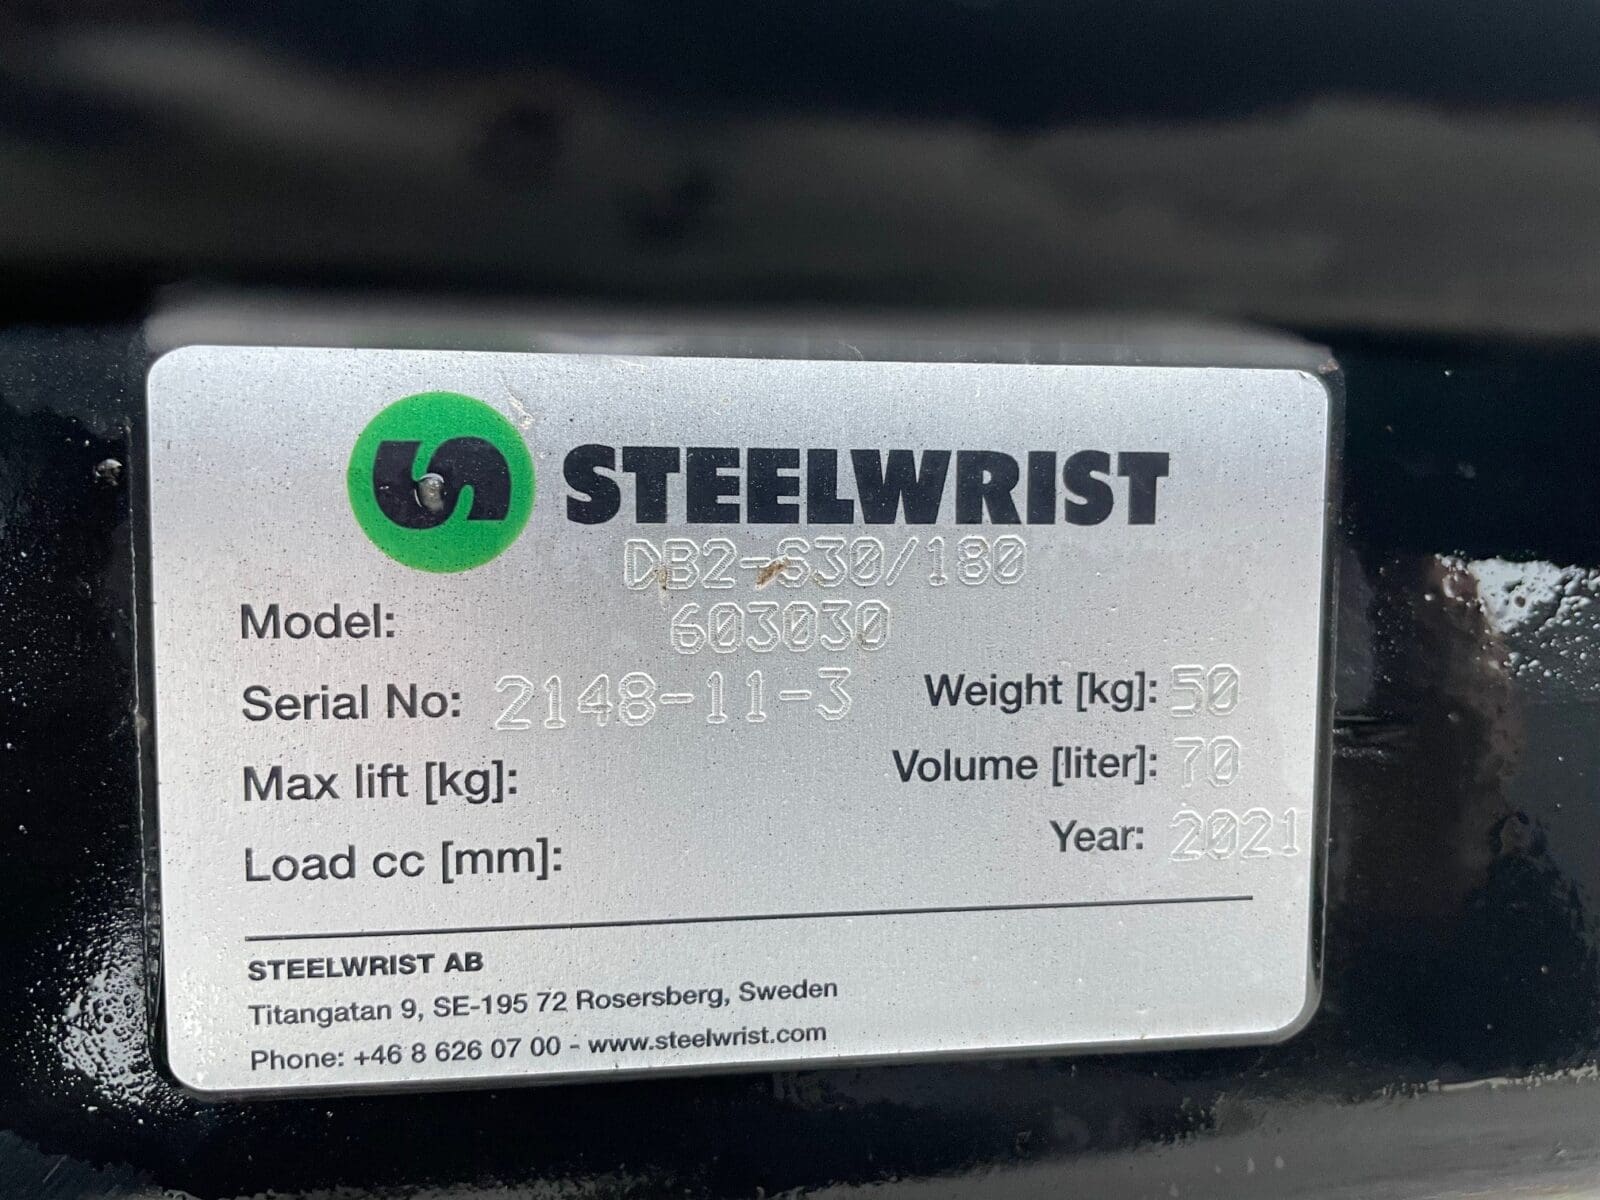 STEELWRIST
DB2-S30/180
Model: 603030
Serial No: 2148-11-3 Weight [kg]: 50
Max lift [kg]: Volume [liter]: 70
Load cc [mm]: Year: 2021
STEELWRIST AB
Titangatan 9, SE-195 72 Rosersberg, Sweden
Phone: +46 8 626 07 00 - www.steelwrist.com